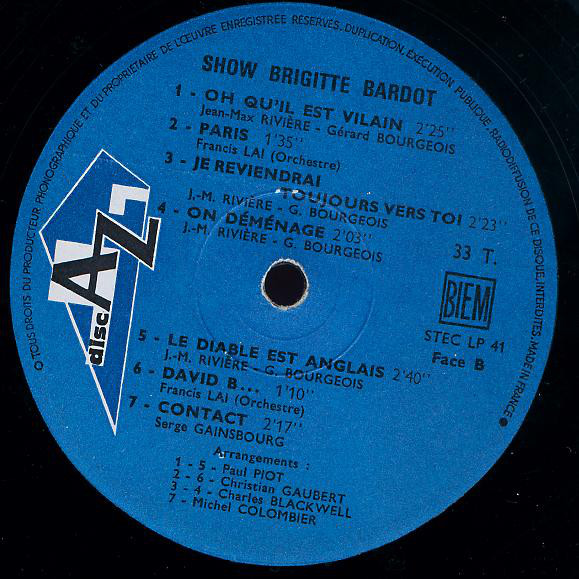 O TOUS DROITS DU PRODUCTEUR PHONOGRAPHIQUE ET DU PROPRIÉTAIRE DE L'ŒUVRE ENREGISTRÉE RÉSERVÉS. DUPLICATION, EXÉCUTION PUBLIQUE, RADIODIFFUSION DE CE DISQUE, INTERDITES. MADE IN FRANCE ●
SHOW BRIGITTE BARDOT
1 - OH QU'IL EST VILAIN 2'25"
Jean-Max RIVIÈRE - Gérard BOURGEOIS
2 - PARIS 1'35"
Francis LAI (Orchestre)
3 - JE REVIENDRAI
TOUJOURS VERS TOI 2'23"
J.-M. RIVIÈRE - G. BOURGEOIS
4 - ON DÉMÉNAGE 2'03"
J.-M. RIVIÈRE - G. BOURGEOIS
33 T.
disc AZ
BIEM
STEC LP 41
Face B
5 - LE DIABLE EST ANGLAIS 2'40"
J.-M. RIVIÈRE - G. BOURGEOIS
6 - DAVID B... 1'10"
Francis LAI (Orchestre)
7 - CONTACT 2'17"
Serge GAINSBOURG
Arrangements :
1 - 5 - Paul PIOT
2 - 6 - Christian GAUBERT
3 - 4 - Charles BLACKWELL
7 - Michel COLOMBIER